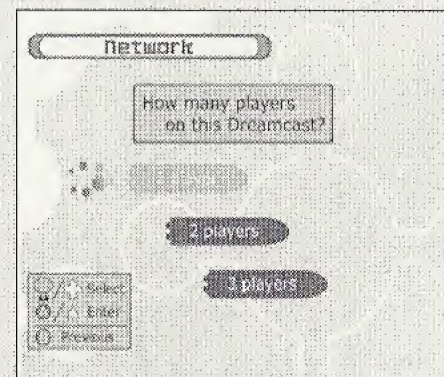 Network
How many players
on this Dreamcast?
2 players
3 players
/ Select
/ Enter
Previous